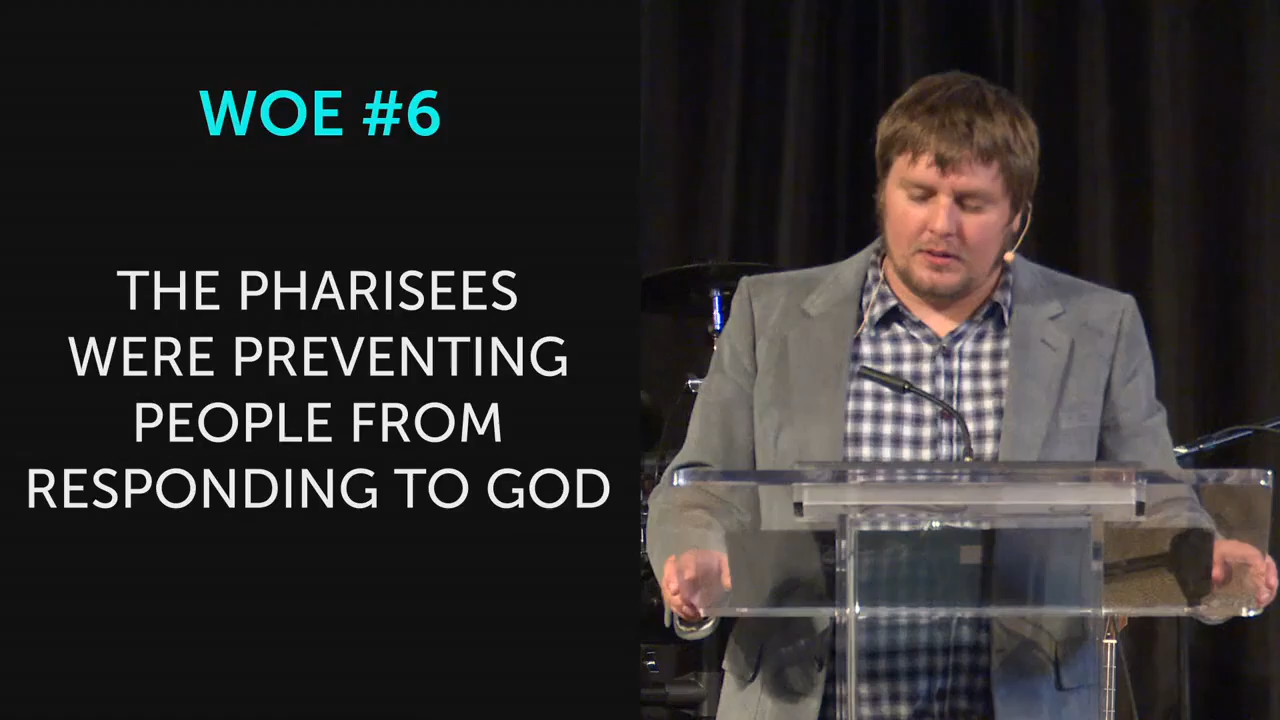 WOE #6
THE PHARISEES
WERE PREVENTING
PEOPLE FROM
RESPONDING TO GOD